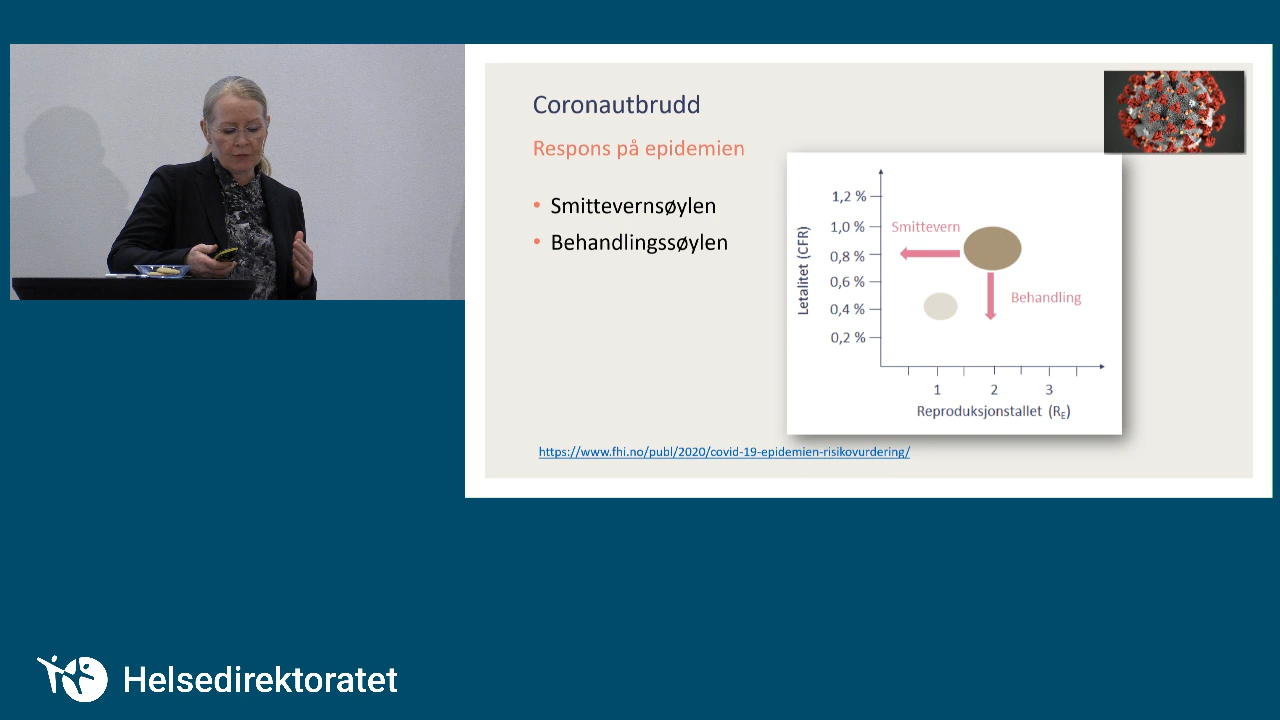 Coronautbrudd
Respons på epidemien
• Smittevernsøylen
• Behandlingssøylen
Letalitet (CFR)
1,2 %
1,0 %
0,8 %
0,6 %
0,4 %
0,2 %
Smittevern
Behandling
1 2 3
Reproduksjonstallet (RE)
https://www.fhi.no/publ/2020/covid-19-epidemien-risikovurdering/
Helsedirektoratet